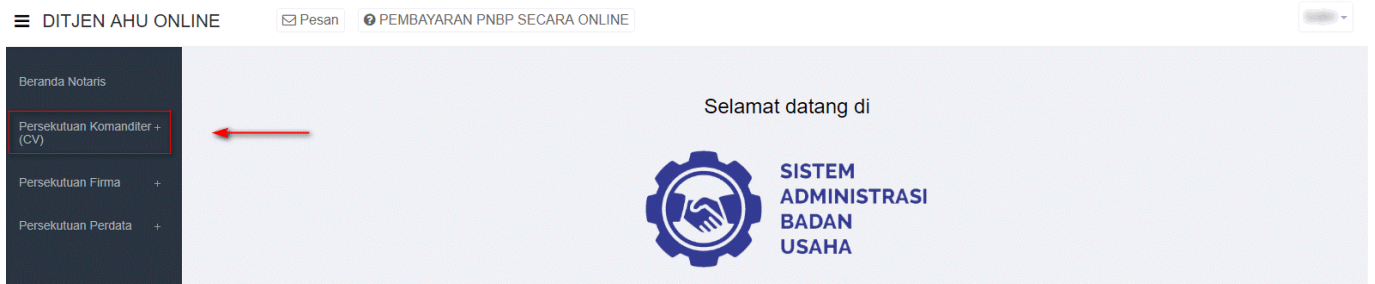 DITJEN AHU ONLINE Pesan PEMBAYARAN PNBP SECARA ONLINE
Beranda Notaris
Persekutuan Komanditer +
(CV)
Persekutuan Firma +
Persekutuan Perdata +
Selamat datang di
SISTEM
ADMINISTRASI
BADAN
USAHA